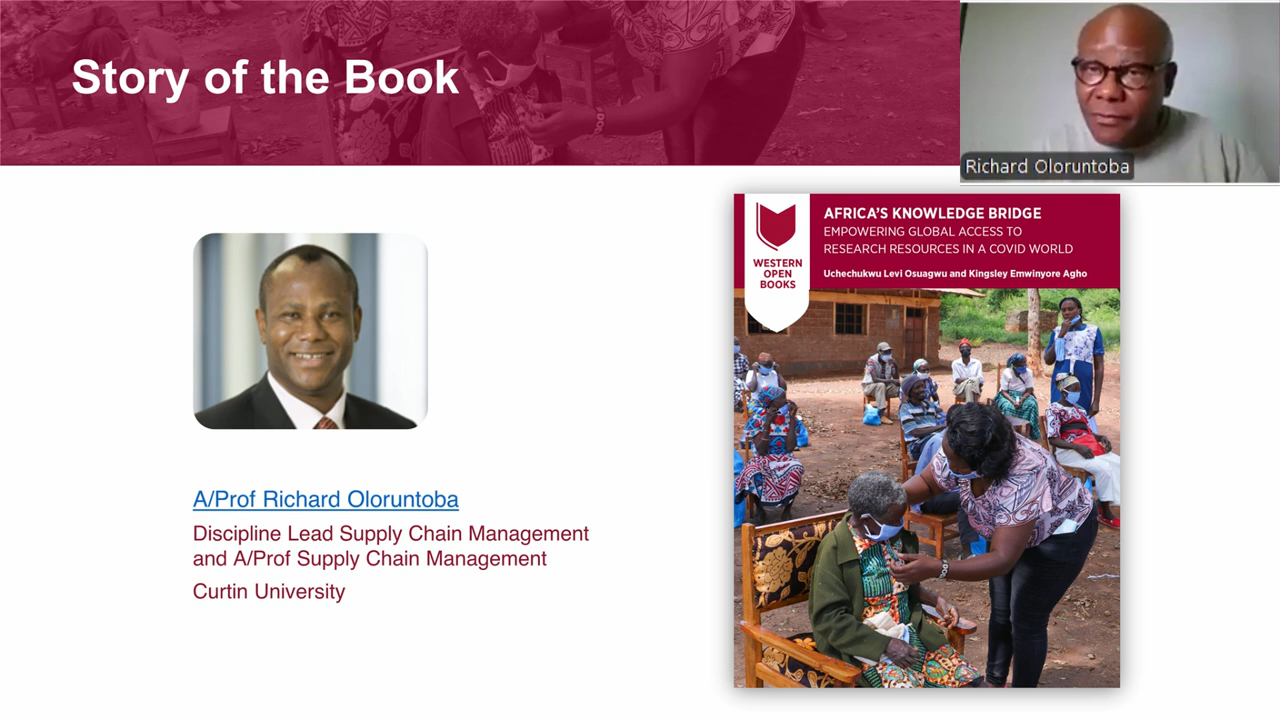 Story of the Book
Richard Oloruntoba
AFRICA'S KNOWLEDGE BRIDGE
EMPOWERING GLOBAL ACCESS TO
RESEARCH RESOURCES IN A COVID WORLD
Uchechukwu Levi Osuagwu and Kingsley Emwinyore Agho
WESTERN
OPEN
BOOKS
A/Prof Richard Oloruntoba
Discipline Lead Supply Chain Management
and A/Prof Supply Chain Management
Curtin University